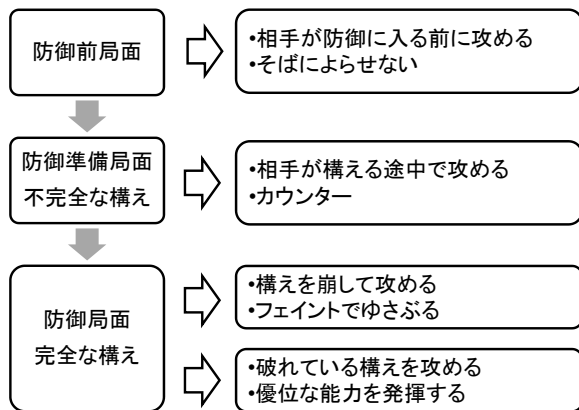 防御前局面
•相手が防御に入る前に攻める
•そばによらせない
防御準備局面
不完全な構え
•相手が構える途中で攻める
•カウンター
防御局面
完全な構え
•構えを崩して攻める
•フェイントでゆさぶる
•破れている構えを攻める
•優位な能力を発揮する